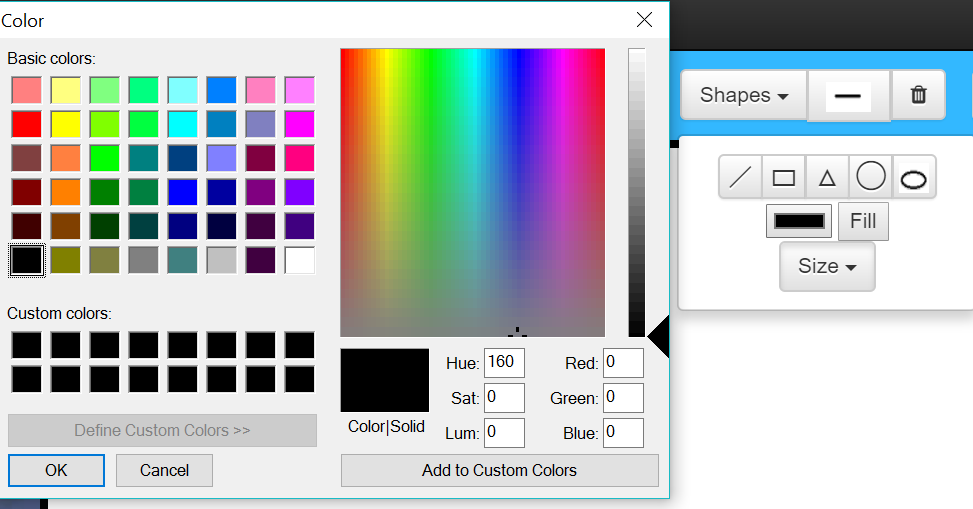 Color
Basic colors:
Custom colors:
Define Custom Colors >>
OK Cancel
Color|Solid
Hue: 160 Red: 0
Sat: 0 Green: 0
Lum: 0 Blue: 0
Add to Custom Colors
Shapes
Fill
Size